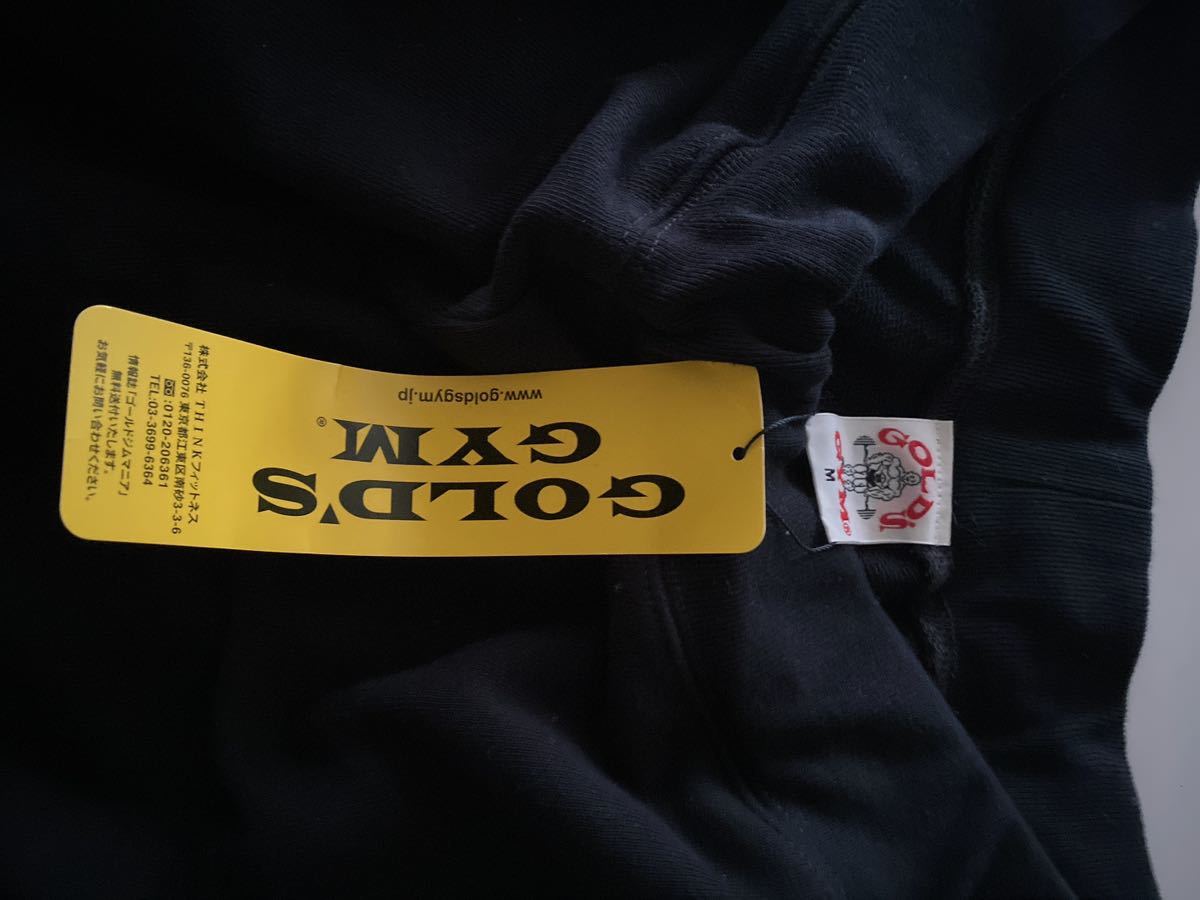 GOLD'S
GYM®
www.goldsgym.jp
株式会社 THINKフィットネス
〒136-0076 東京都江東区南砂3-3-6
:0120-206361
TEL:03-3699-6364
情報誌「ゴールドジムマニア」
無料送付いたします。
お気軽にお問い合わせください。
GOLD'S
GYM®
M